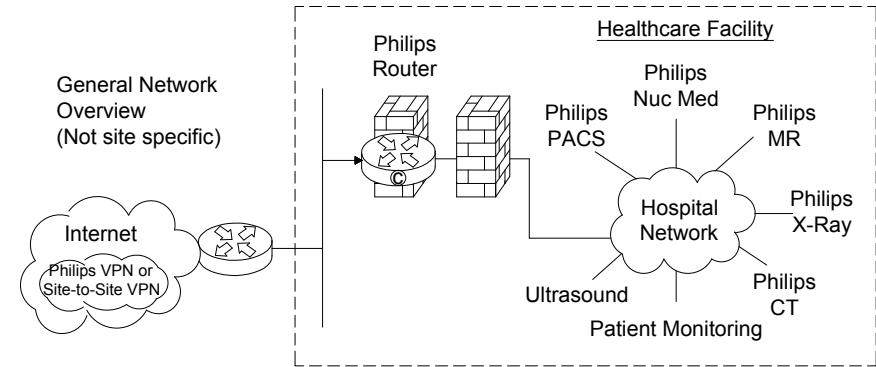 Healthcare Facility
General Network
Overview
(Not site specific)
Philips
Router
C
Internet
Philips VPN or
Site-to-Site VPN
Philips
PACS
Philips
Nuc Med
Philips
MR
Hospital
Network
Philips
X-Ray
Philips
CT
Patient Monitoring
Ultrasound